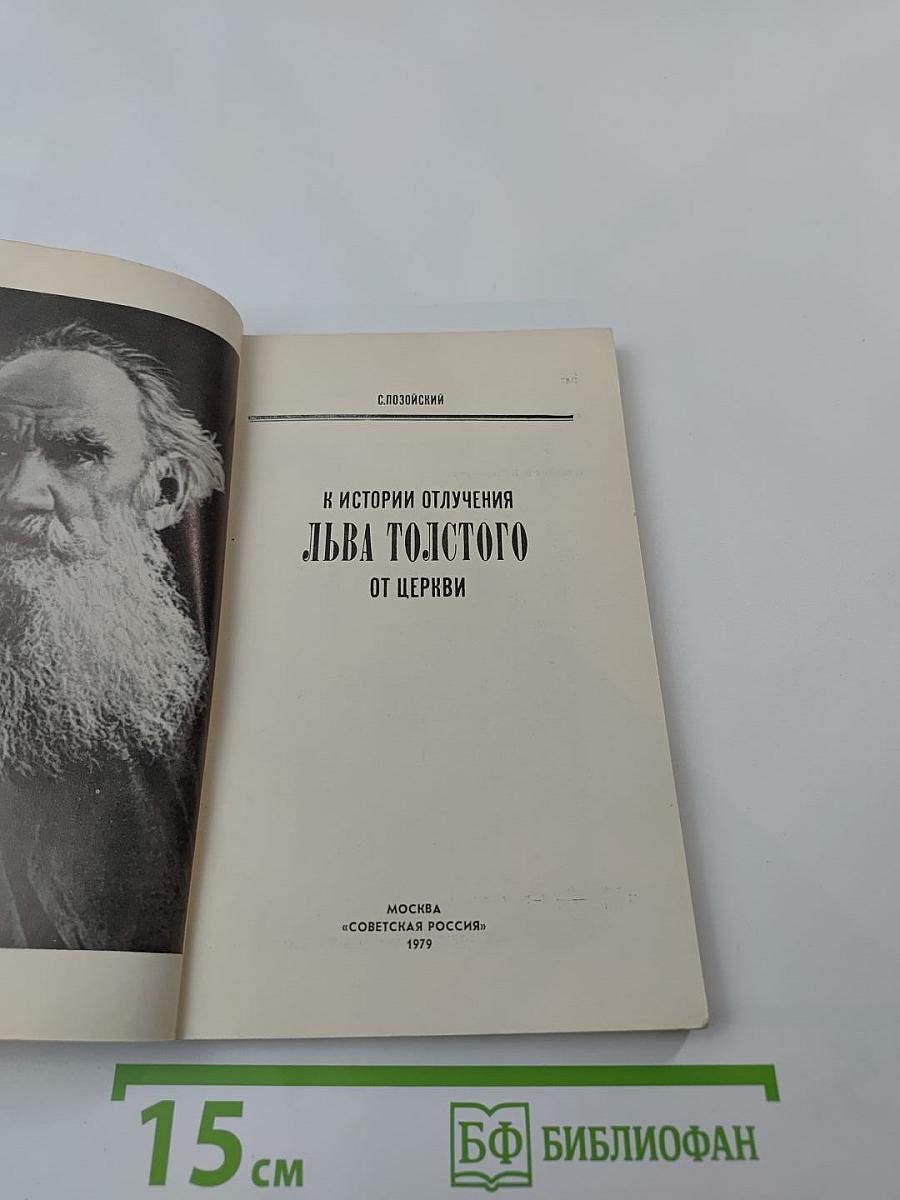 С.ПОЗОЙСКИЙ
К ИСТОРИИ ОТЛУЧЕНИЯ
ЛЬВА ТОЛСТОГО
ОТ ЦЕРКВИ
МОСКВА
«СОВЕТСКАЯ РОССИЯ»
1979
15 см
БФ БИБЛИОФАН